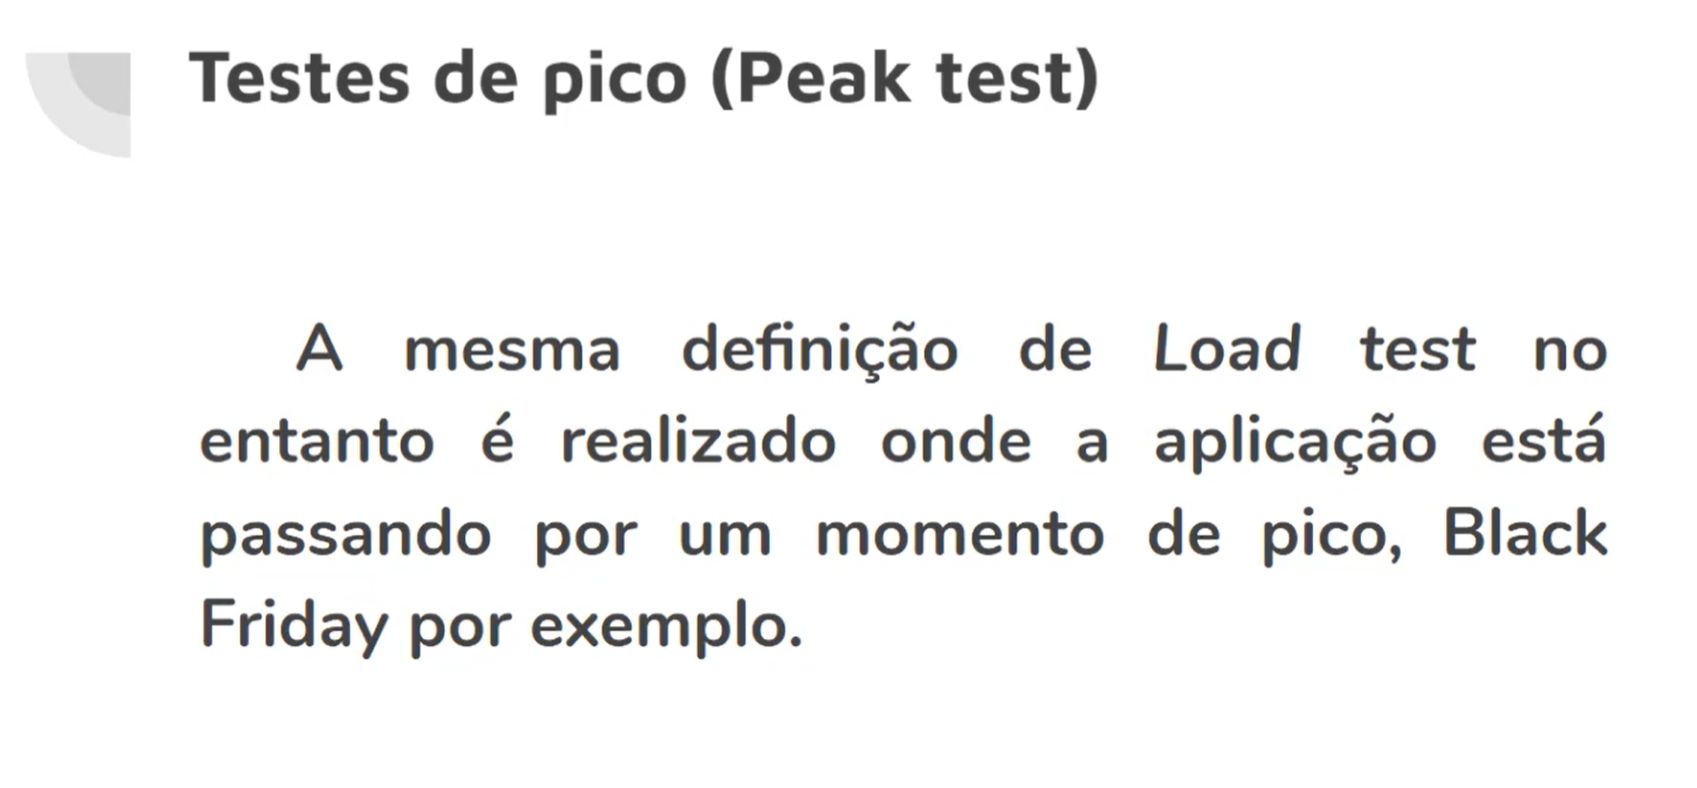 Testes de pico (Peak test)
A mesma definição de Load test no
entanto é realizado onde a aplicação está
passando por um momento de pico, Black
Friday por exemplo.